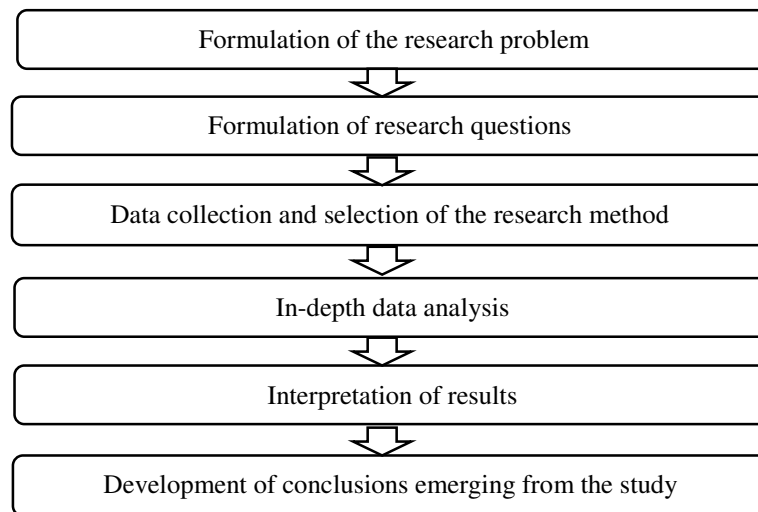 Formulation of the research problem
Formulation of research questions
Data collection and selection of the research method
In-depth data analysis
Interpretation of results
Development of conclusions emerging from the study